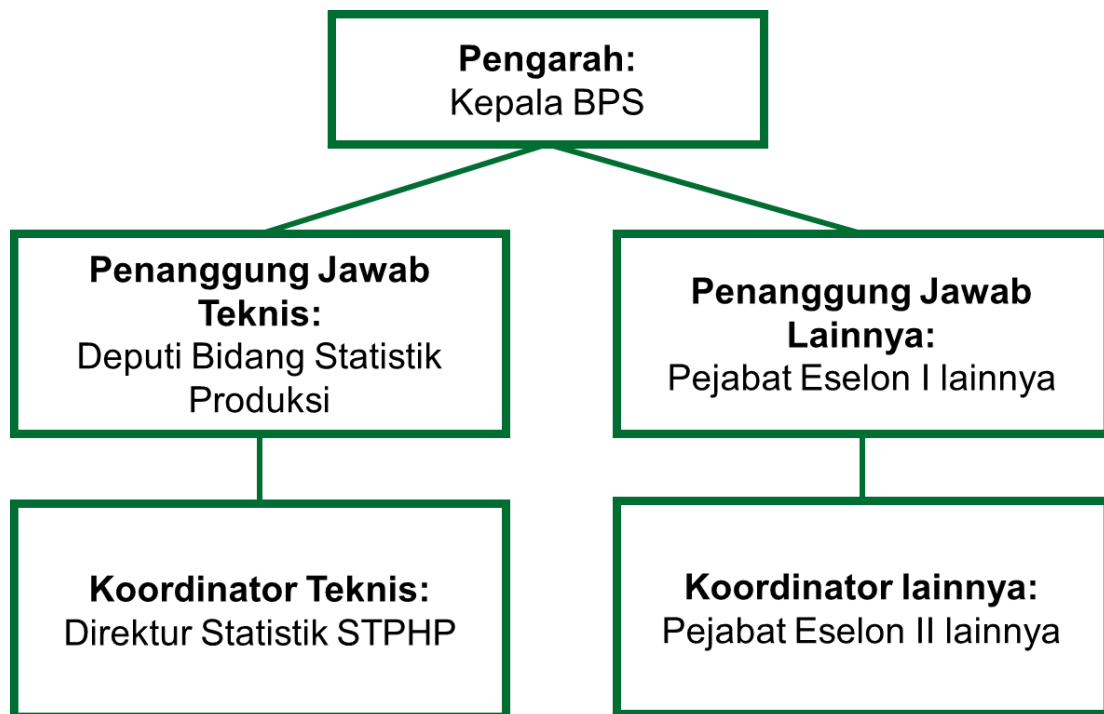 Pengarah:
Kepala BPS
Penanggung Jawab
Teknis:
Deputi Bidang Statistik
Produksi
Penanggung Jawab
Lainnya:
Pejabat Eselon I lainnya
Koordinator Teknis:
Direktur Statistik STPHP
Koordinator lainnya:
Pejabat Eselon II lainnya